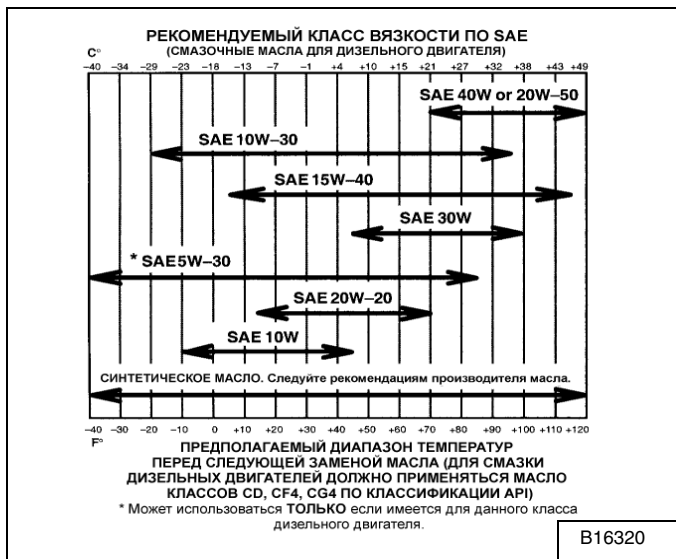 РЕКОМЕНДУЕМЫЙ КЛАСС ВЯЗКОСТИ ПО SAE
(СМАЗОЧНЫЕ МАСЛА ДЛЯ ДИЗЕЛЬНОГО ДВИГАТЕЛЯ)
C°
–40 –34 –29 –23 –18 –13 –7 –1 +4 +10 +15 +21 +27 +32 +38 +43 +49
SAE 40W or 20W–50
SAE 10W–30
SAE 15W–40
SAE 30W
* SAE5W–30
SAE 20W–20
SAE 10W
СИНТЕТИЧЕСКОЕ МАСЛО. Следуйте рекомендациям производителя масла.
–40 –30 –20 –10 0 +10 +20 +30 +40 +50 +60 +70 +80 +90 +100 +110 +120
F°
ПРЕДПОЛАГАЕМЫЙ ДИАПАЗОН ТЕМПЕРАТУР
ПЕРЕД СЛЕДУЮЩЕЙ ЗАМЕНОЙ МАСЛА (ДЛЯ СМАЗКИ
ДИЗЕЛЬНЫХ ДВИГАТЕЛЕЙ ДОЛЖНО ПРИМЕНЯТЬСЯ МАСЛО
КЛАССОВ CD, CF4, CG4 ПО КЛАССИФИКАЦИИ API)
* Может использоваться ТОЛЬКО если имеется для данного класса
дизельного двигателя.
B16320